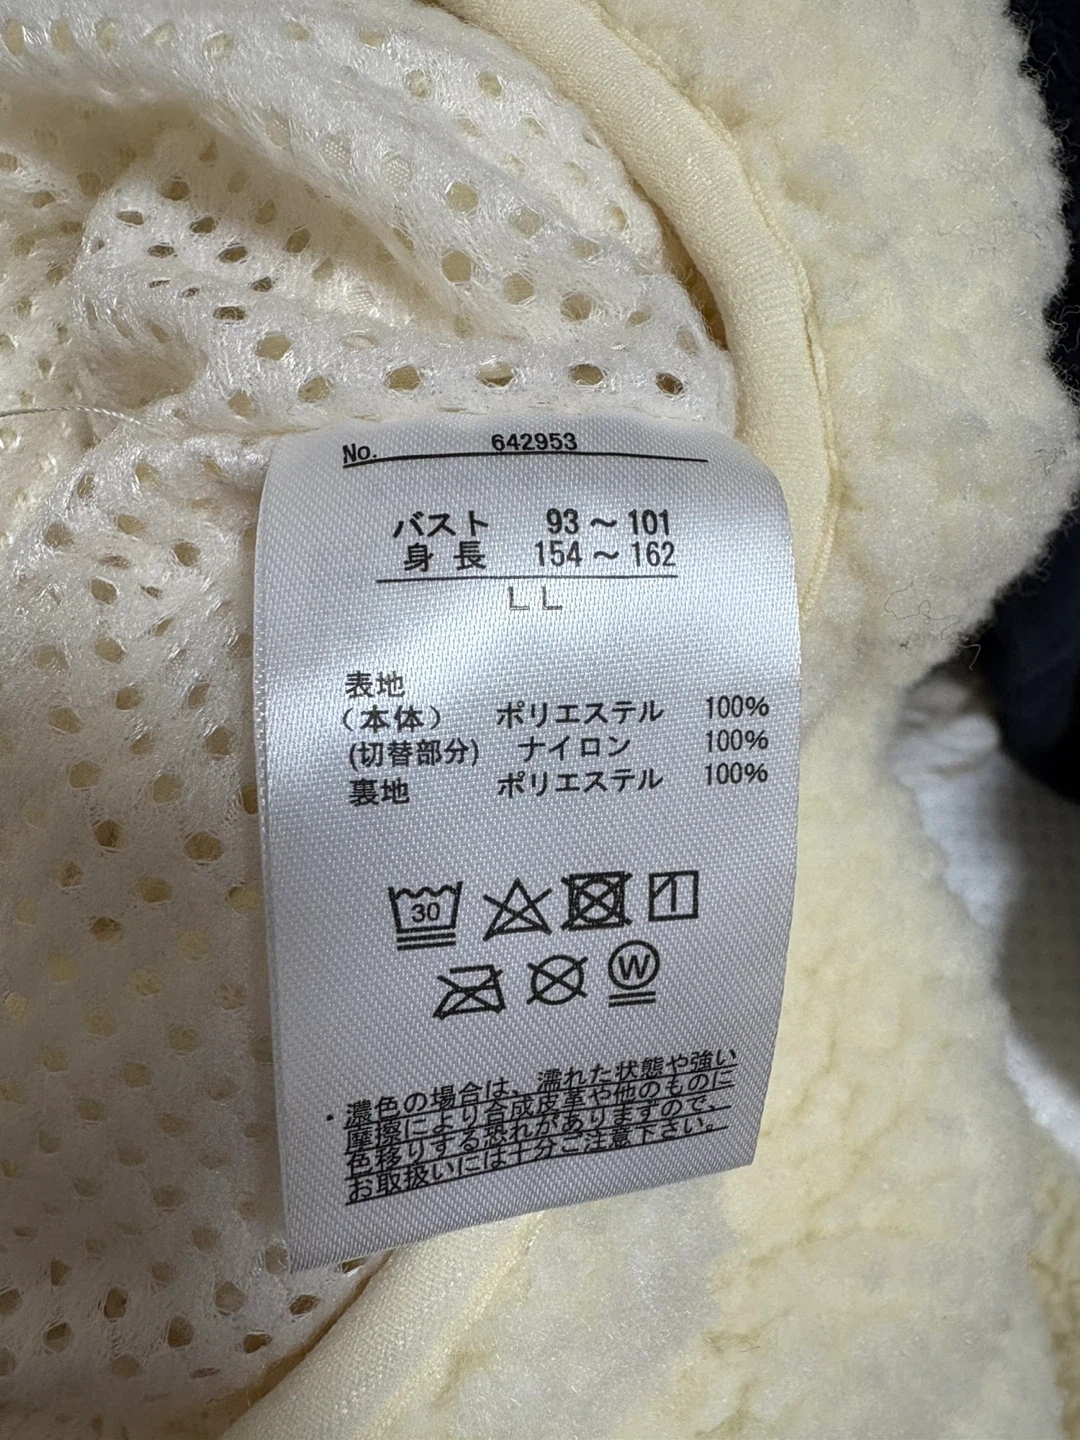 No. 642953
バスト 93～101
身長 154～162
LL
表地
（本体） ポリエステル 100%
(切替部分) ナイロン 100%
裏地 ポリエステル 100%
30
W
・濃色の場合は、濡れた状態や強い
摩擦により合成皮革や他のものに
色移りする恐れがありますので、
お取扱いには十分ご注意下さい。